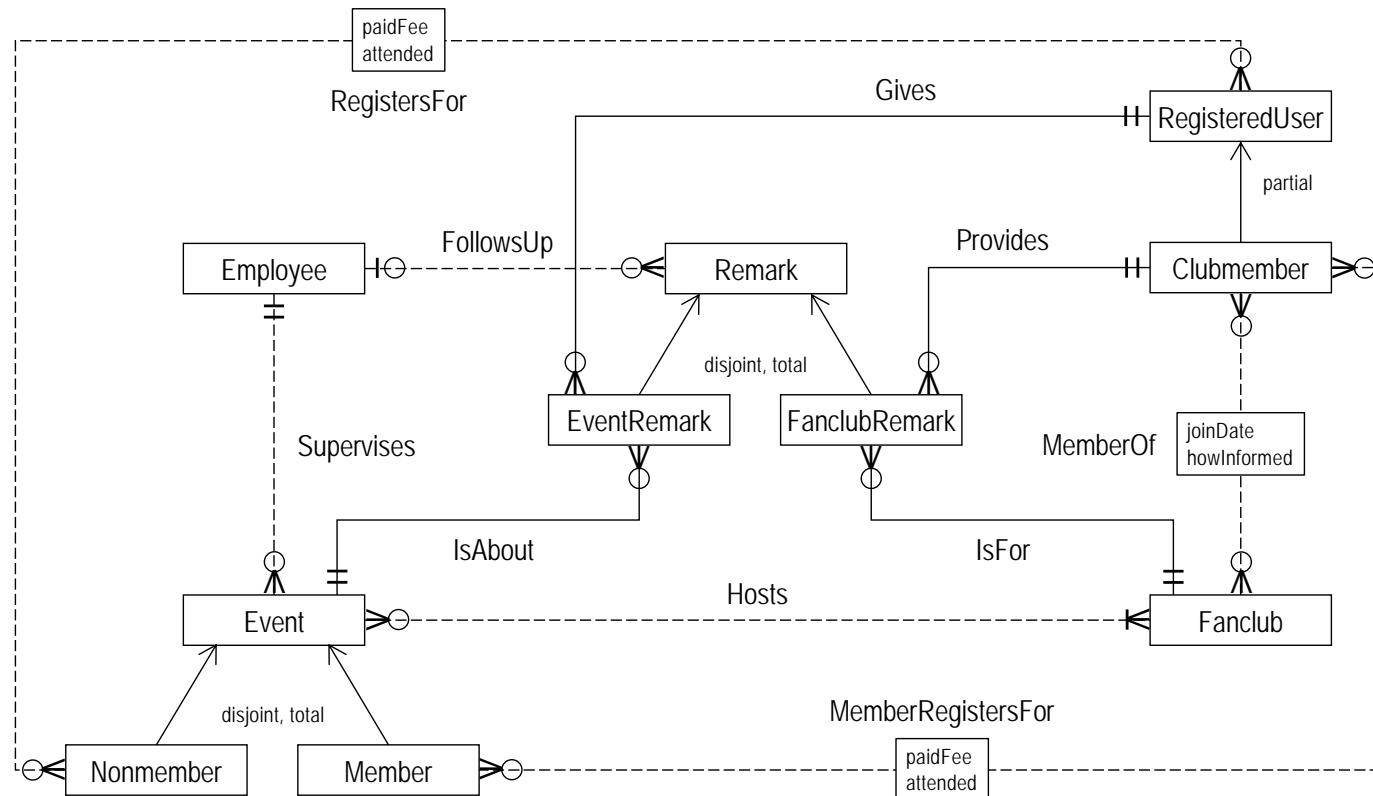 paidFee
attended
RegistersFor
Gives
RegisteredUser
partial
Employee
FollowsUp
Remark
Provides
Clubmember
disjoint, total
EventRemark
FanclubRemark
Supervises
MemberOf
joinDate
howInformed
IsAbout
IsFor
Hosts
Event
Fanclub
disjoint, total
MemberRegistersFor
Nonmember
Member
paidFee
attended